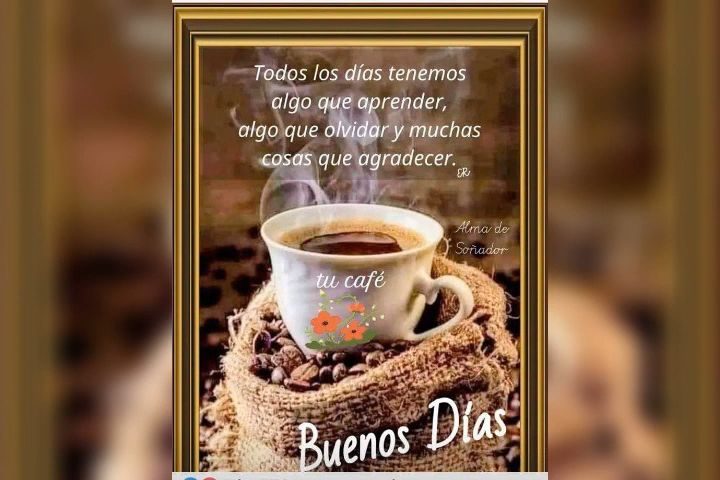 Todos los días tenemos
algo que aprender,
algo que olvidar y muchas
cosas que agradecer.
Alma de
Soñador
tu café
Buenos Días